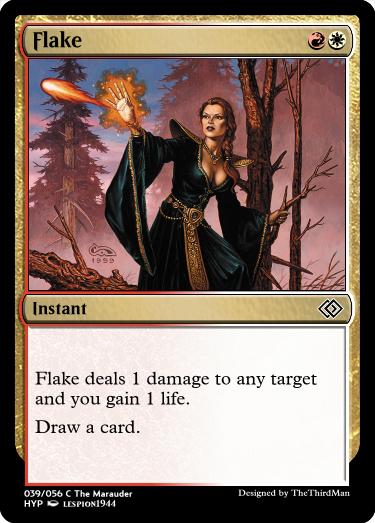 Flake
1999
Instant
Flake deals 1 damage to any target
and you gain 1 life.
Draw a card.
039/056 C The Marauder
HYP LESPION1944
Designed by TheThirdMan